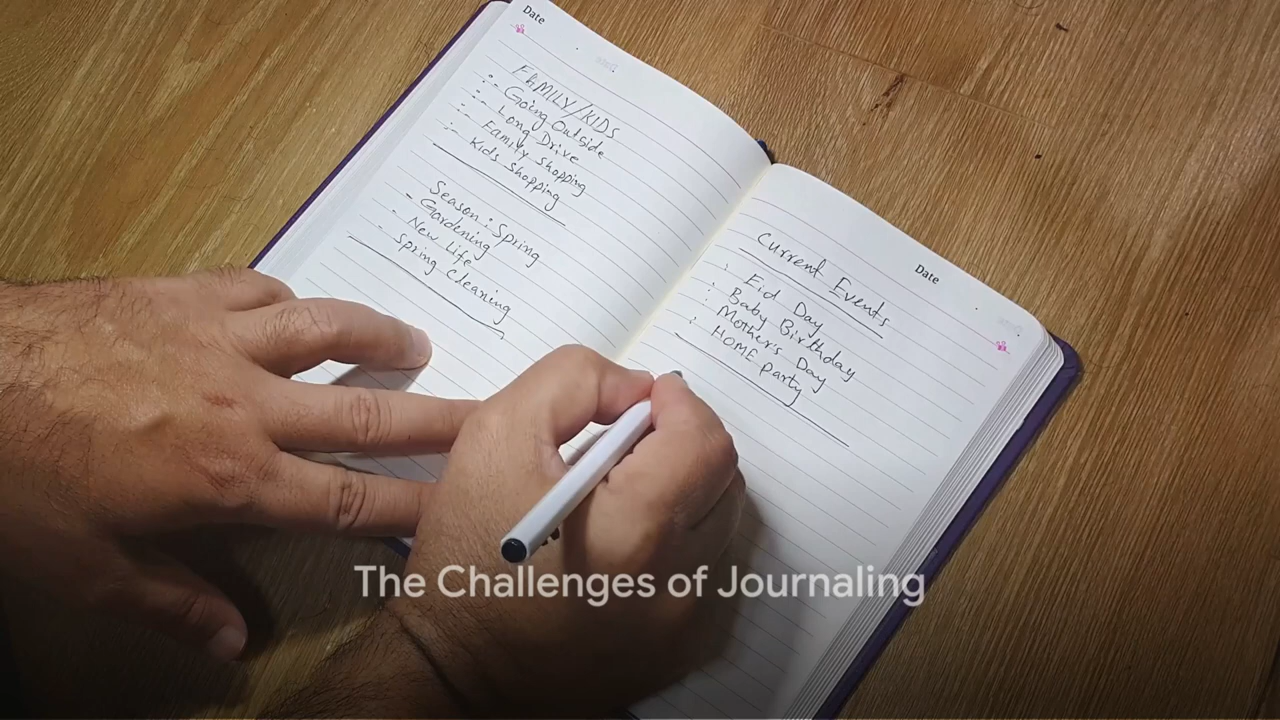 Date
FAMILY/KIDS
- Going Outside
- Long Drive
- Family Shopping
- Kids Shopping
Season: Spring
- Gardening
- New Life
- Spring Cleaning
Date
Current Events
: Eid Day
: Baby Birthday
: Mother's Day
: HOME party
The Challenges of Journaling